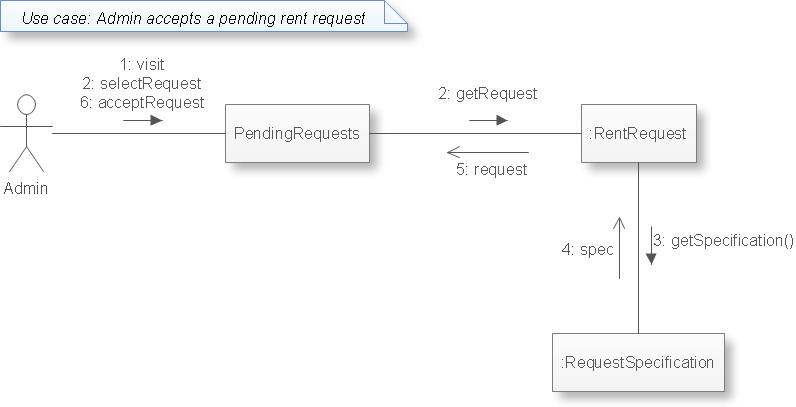 Use case: Admin accepts a pending rent request
1: visit
2: selectRequest
6: acceptRequest
2: getRequest
PendingRequests
:RentRequest
5: request
Admin
3: getSpecification()
4: spec
:RequestSpecification